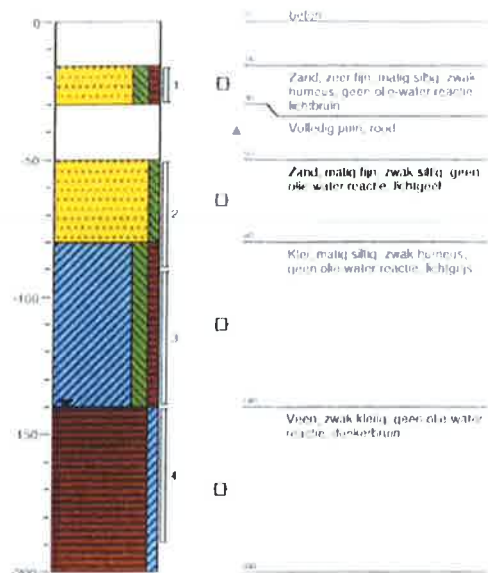 0
beton
Zand, zeer fijn, matig siltig, zwak
humeus, geen olie-water reactie,
lichtbruin
1
Volledig puin, rood
-50
Zand, matig fijn, zwak siltig, geen
olie-water reactie, lichtgeel
2
Klei, matig siltig, zwak humeus,
geen olie-water reactie, lichtgrijs
-100
3
-150
Veen, zwak kleiig, geen olie-water
reactie, donkerbruin
4
-200